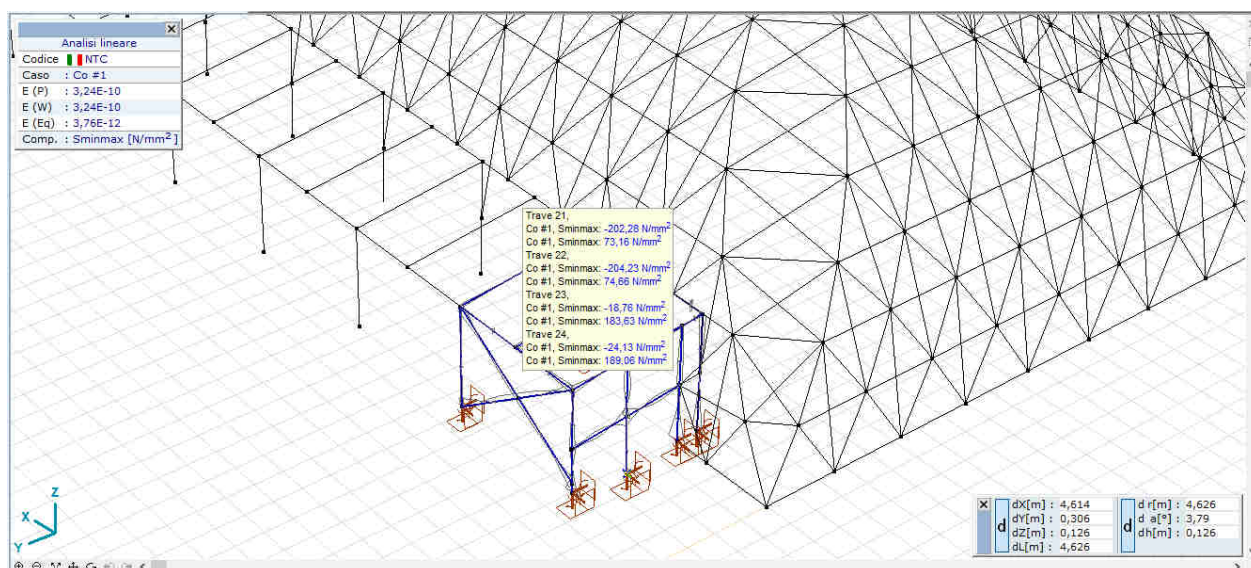 Analisi lineare
Codice NTC
Caso : Co #1
E (P) : 3,24E-10
E (W) : 3,24E-10
E (Eq) : 3,76E-12
Comp. : Sminmax [N/mm²]
Trave 21,
Co #1, Sminmax: -202,28 N/mm²
Co #1, Sminmax: 73,16 N/mm²
Trave 22,
Co #1, Sminmax: -204,23 N/mm²
Co #1, Sminmax: 74,66 N/mm²
Trave 23,
Co #1, Sminmax: -18,76 N/mm²
Co #1, Sminmax: 183,63 N/mm²
Trave 24,
Co #1, Sminmax: -24,13 N/mm²
Co #1, Sminmax: 189,06 N/mm²
Z
X
Y
d
dX[m] : 4,614
dY[m] : 0,306
dZ[m] : 0,126
dL[m] : 4,626
d
d r[m] : 4,626
d a[°] : 3,79
dh[m] : 0,126